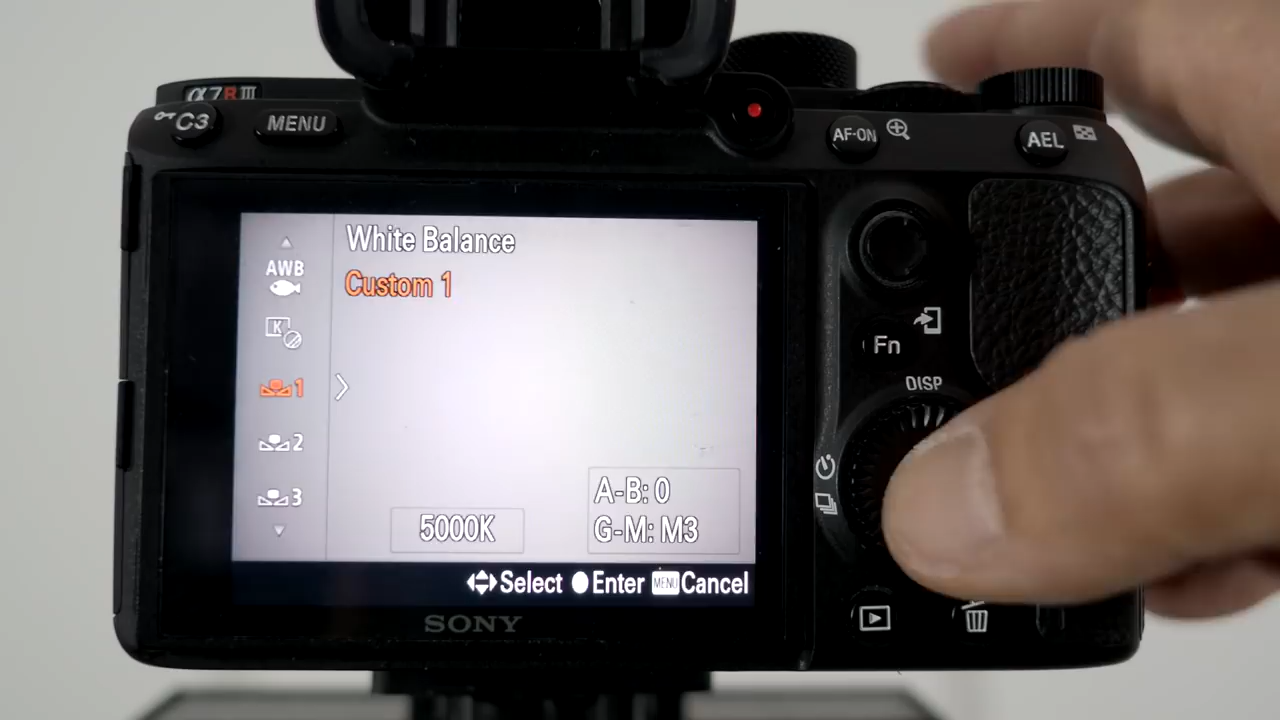 α7RIII
C3
MENU
AF-ON
AEL
White Balance
AWB
Custom 1
K
1
2
3
Fn
DISP
A-B: 0
5000K
G-M: M3
Select Enter MENU Cancel
SONY